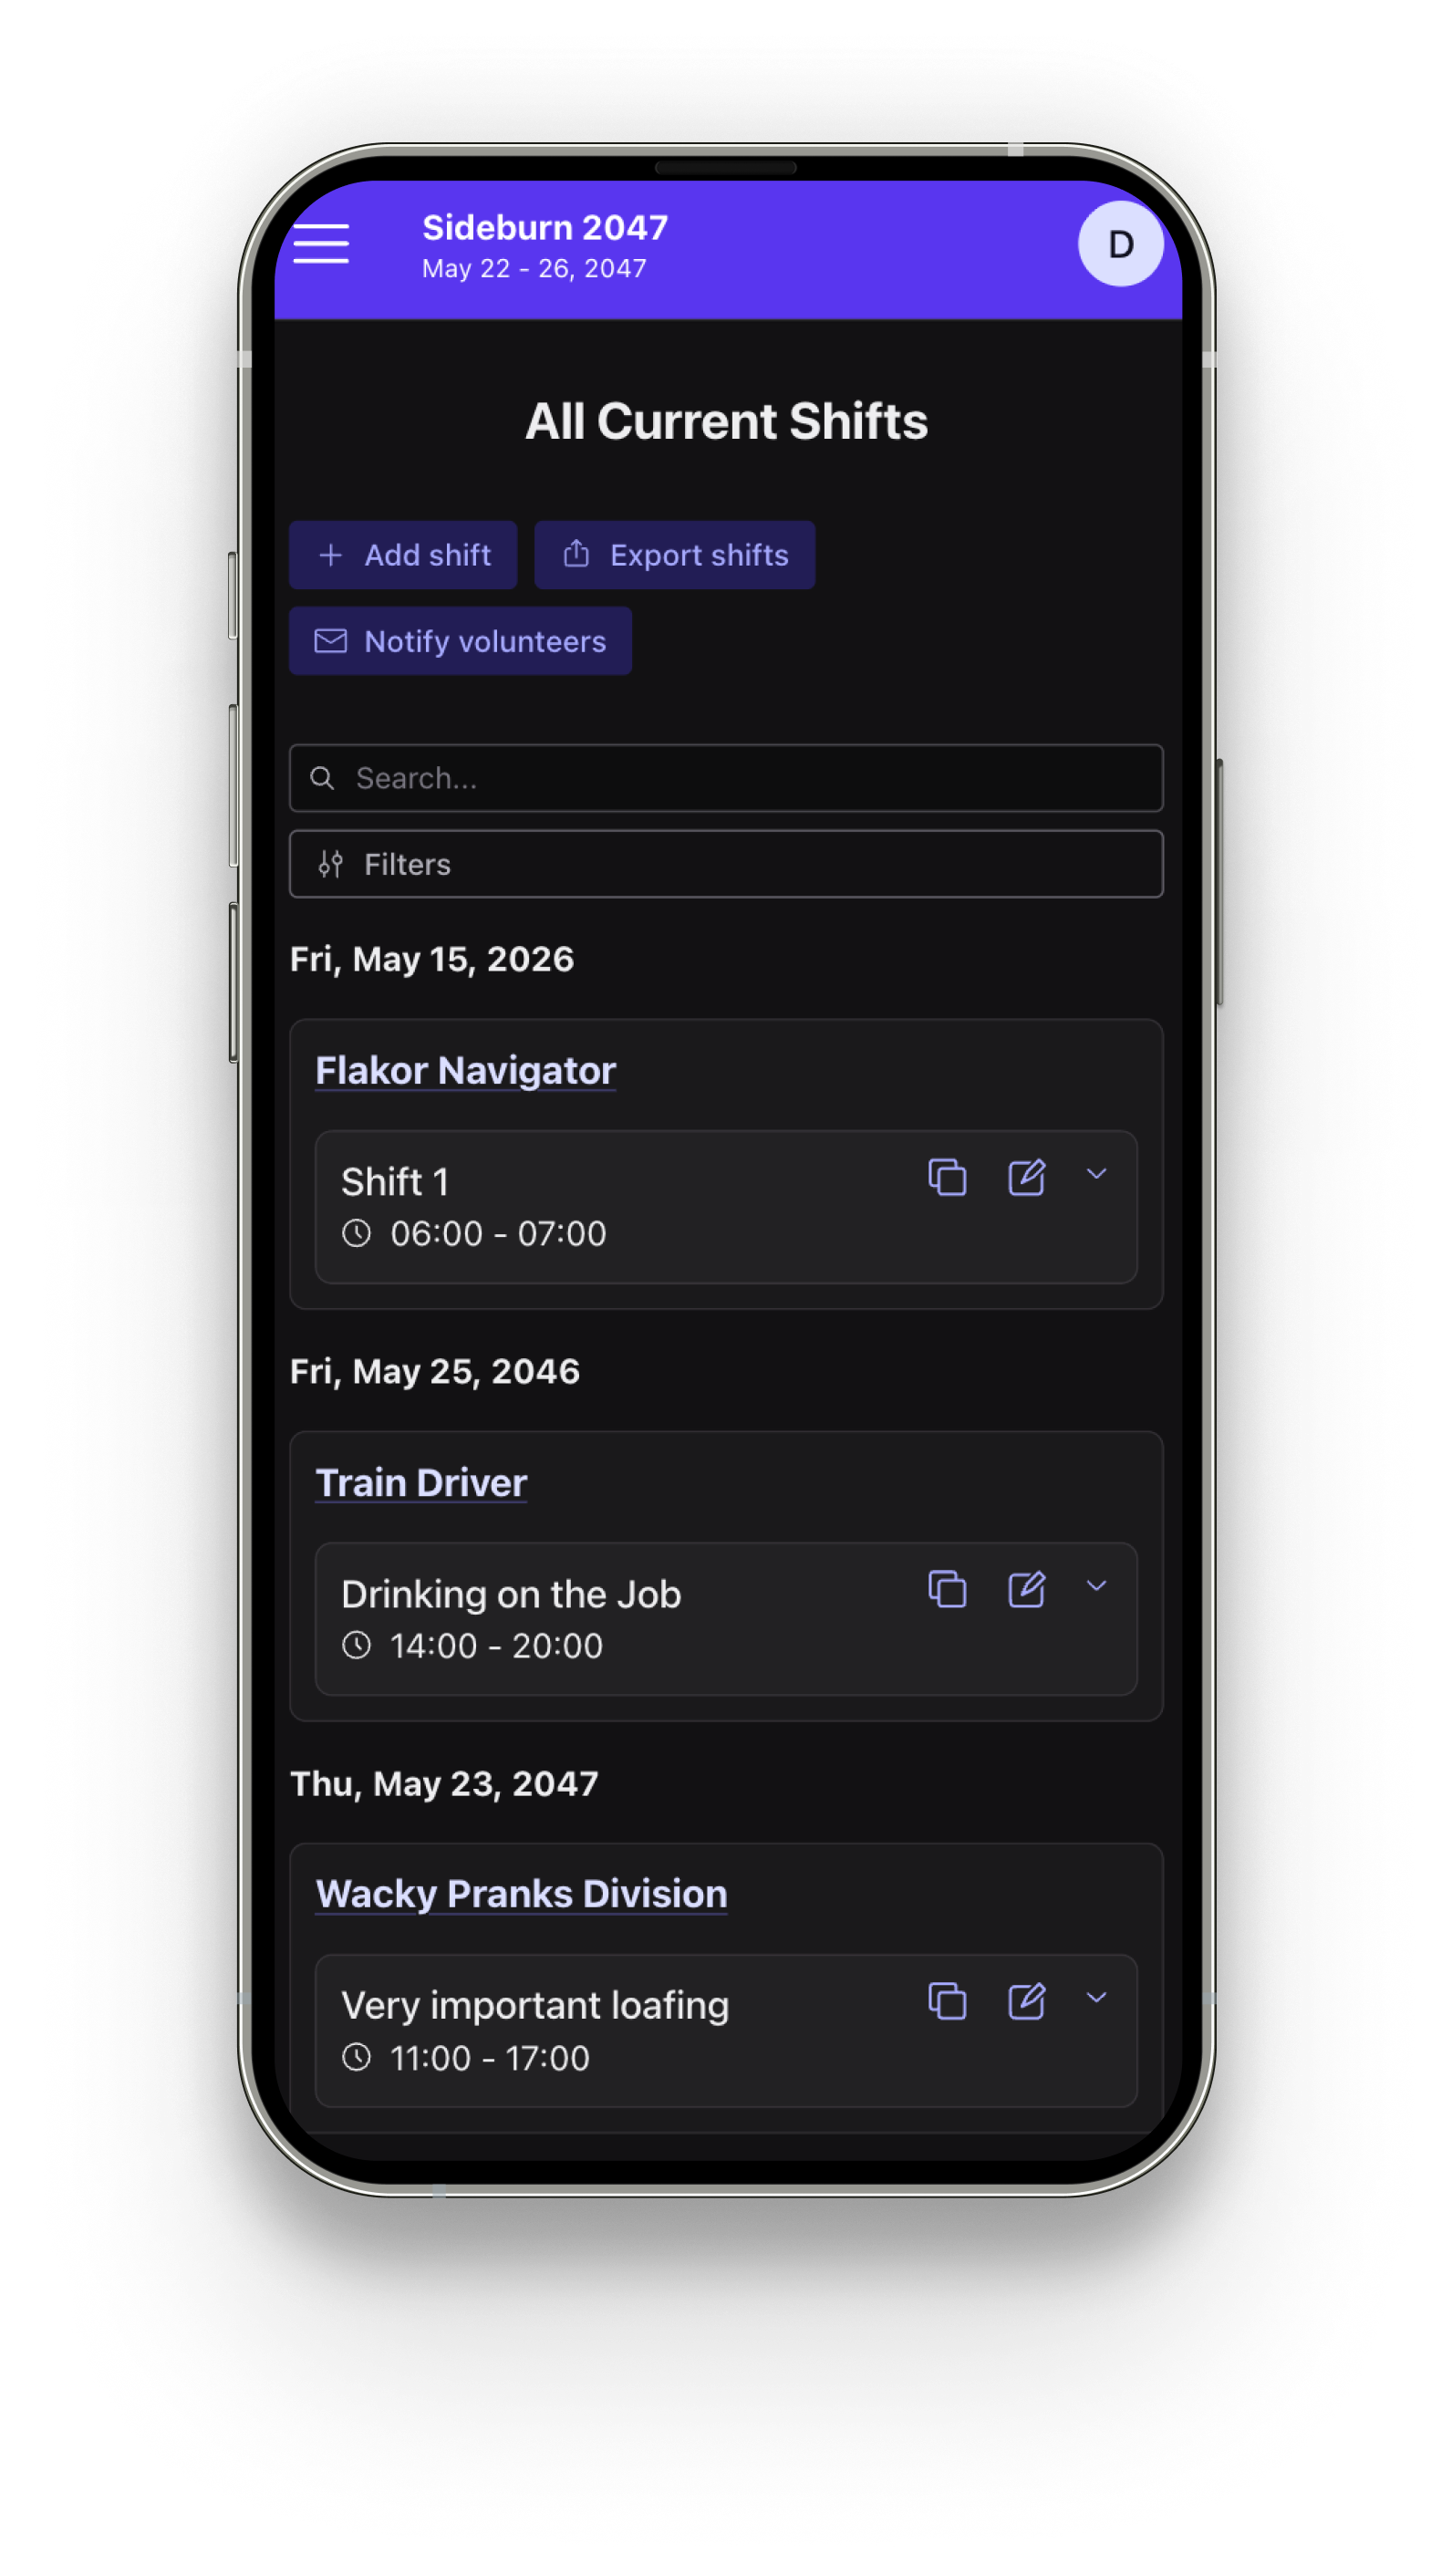 Sideburn 2047
May 22 - 26, 2047
D
All Current Shifts
Add shift
Export shifts
Notify volunteers
Search...
Filters
Fri, May 15, 2026
Flakor Navigator
Shift 1
06:00 - 07:00
Fri, May 25, 2046
Train Driver
Drinking on the Job
14:00 - 20:00
Thu, May 23, 2047
Wacky Pranks Division
Very important loafing
11:00 - 17:00